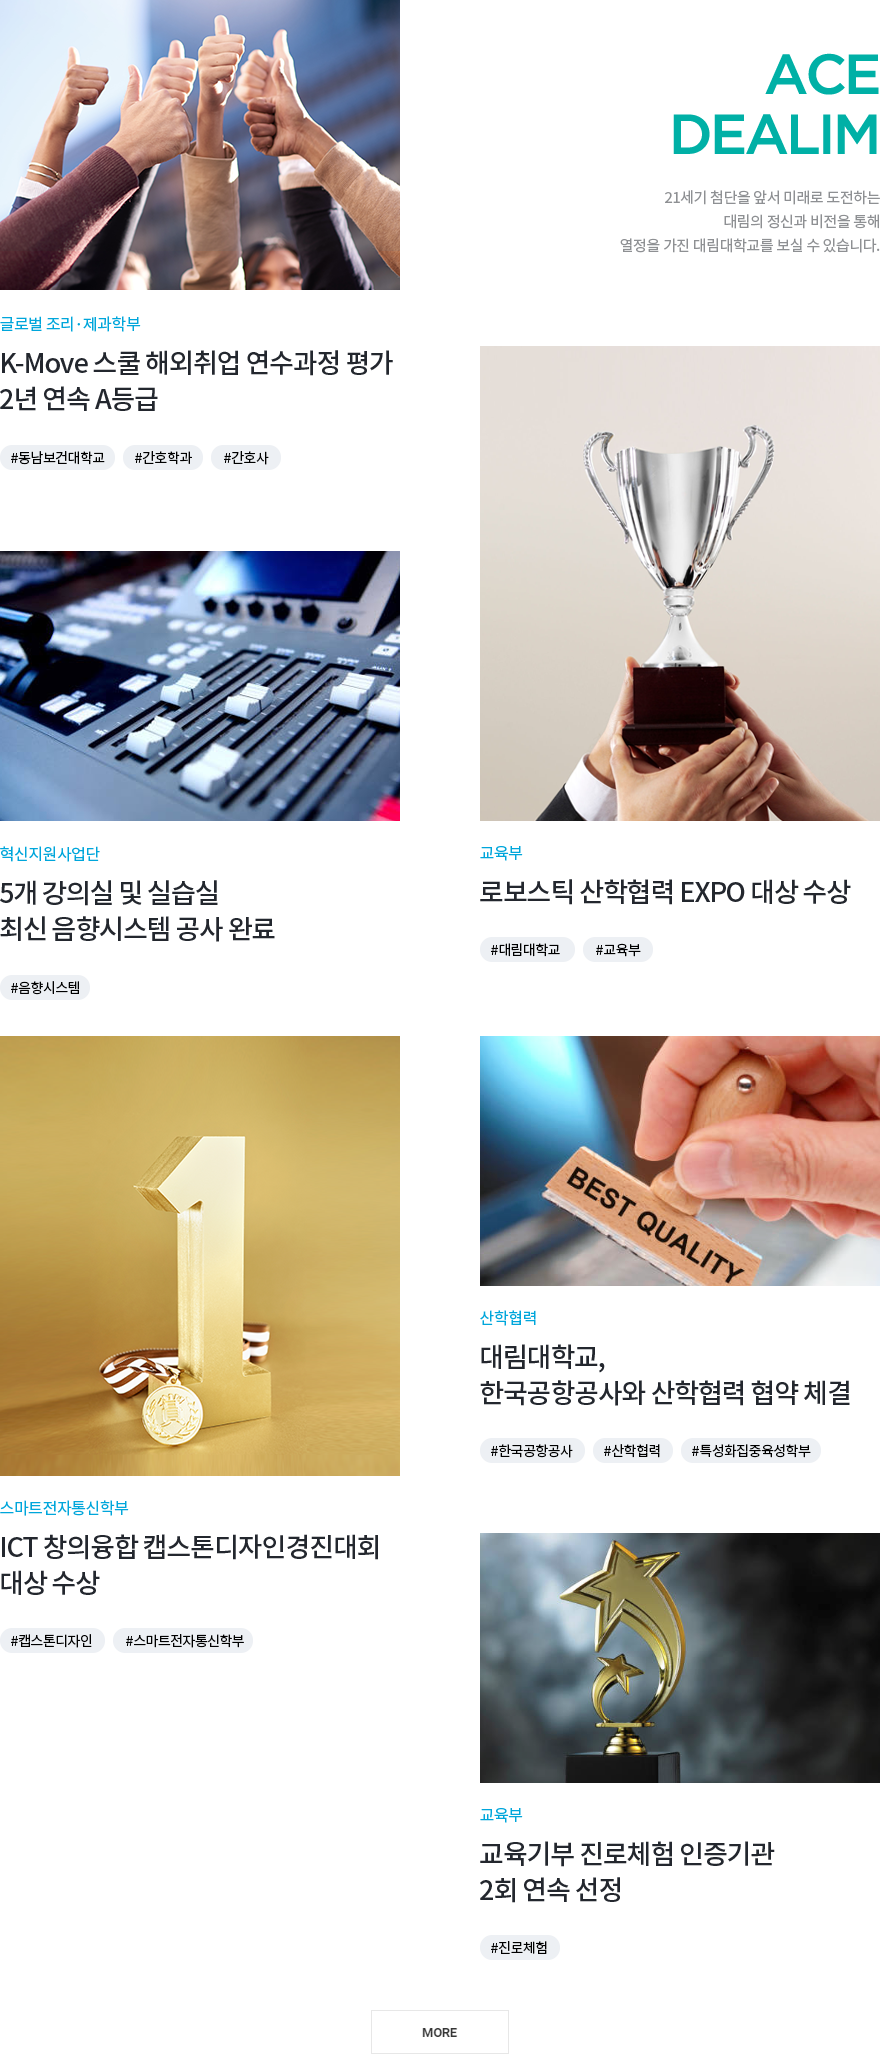 ACE
DEALIM
21세기 첨단을 앞서 미래로 도전하는
대림의 정신과 비전을 통해
열정을 가진 대림대학교를 보실 수 있습니다.
글로벌 조리·제과학부
K-Move 스쿨 해외취업 연수과정 평가
2년 연속 A등급
#동남보건대학교 #간호학과 #간호사
혁신지원사업단
5개 강의실 및 실습실
최신 음향시스템 공사 완료
#음향시스템
교육부
로보스틱 산학협력 EXPO 대상 수상
#대림대학교 #교육부
스마트전자통신학부
ICT 창의융합 캡스톤디자인경진대회
대상 수상
#캡스톤디자인 #스마트전자통신학부
BEST QUALITY
산학협력
대림대학교,
한국공항공사와 산학협력 협약 체결
#한국공항공사 #산학협력 #특성화집중육성학부
교육부
교육기부 진로체험 인증기관
2회 연속 선정
#진로체험
MORE